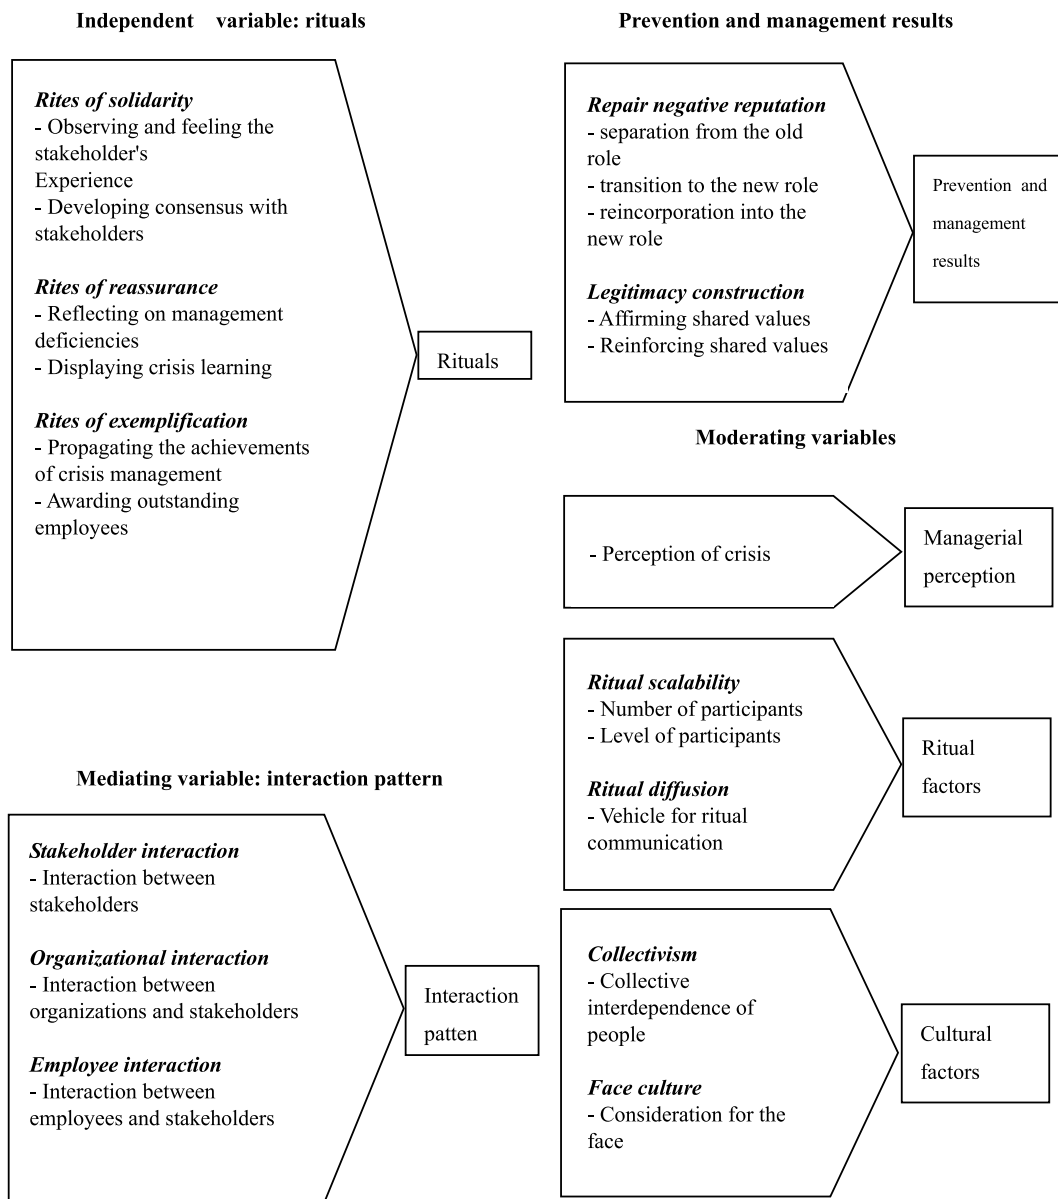 Independent variable: rituals
Rites of solidarity
- Observing and feeling the
stakeholder's
Experience
- Developing consensus with
stakeholders
Rites of reassurance
- Reflecting on management
deficiencies
- Displaying crisis learning
Rites of exemplification
- Propagating the achievements
of crisis management
- Awarding outstanding
employees
Rituals
Mediating variable: interaction pattern
Stakeholder interaction
- Interaction between
stakeholders
Organizational interaction
- Interaction between
organizations and stakeholders
Employee interaction
- Interaction between
employees and stakeholders
Interaction
patten
Prevention and management results
Repair negative reputation
- separation from the old
role
- transition to the new role
- reincorporation into the
new role
Legitimacy construction
- Affirming shared values
- Reinforcing shared values
Prevention and
management
results
Moderating variables
- Perception of crisis
Managerial
perception
Ritual scalability
- Number of participants
- Level of participants
Ritual diffusion
- Vehicle for ritual
communication
Ritual
factors
Collectivism
- Collective
interdependence of
people
Face culture
- Consideration for the
face
Cultural
factors